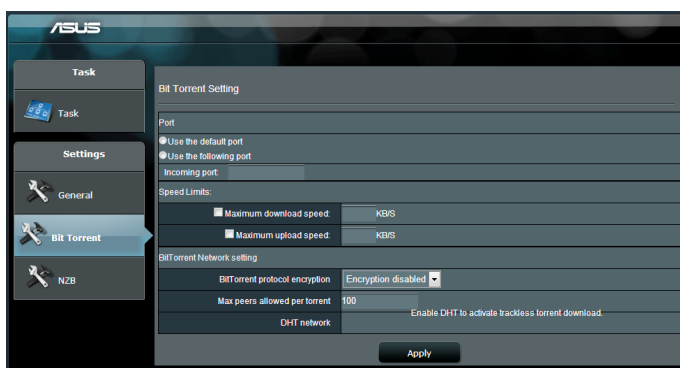 ASUS
Task
Task
Settings
General
Bit Torrent
NZB
Bit Torrent Setting
Port
Use the default port
Use the following port
Incoming port:
Speed Limits:
Maximum download speed: KB/S
Maximum upload speed: KB/S
BitTorrent Network setting
BitTorrent protocol encryption Encryption disabled
Max peers allowed per torrent 100
DHT network Enable DHT to activate trackless torrent download.
Apply